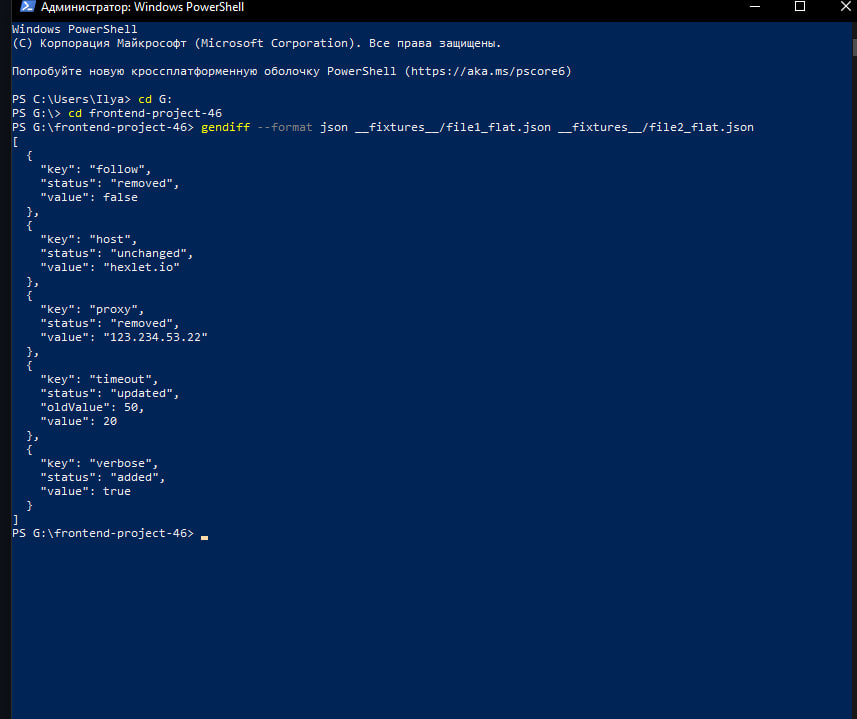 Администратор: Windows PowerShell
Windows PowerShell
(C) Корпорация Майкрософт (Microsoft Corporation). Все права защищены.
Попробуйте новую кроссплатформенную оболочку PowerShell (https://aka.ms/pscore6)
PS C:\Users\Ilya> cd G:
PS G:\> cd frontend-project-46
PS G:\frontend-project-46> gendiff --format json __fixtures__/file1_flat.json __fixtures__/file2_flat.json
[
  {
    "key": "follow",
    "status": "removed",
    "value": false
  },
  {
    "key": "host",
    "status": "unchanged",
    "value": "hexlet.io"
  },
  {
    "key": "proxy",
    "status": "removed",
    "value": "123.234.53.22"
  },
  {
    "key": "timeout",
    "status": "updated",
    "oldValue": 50,
    "value": 20
  },
  {
    "key": "verbose",
    "status": "added",
    "value": true
  }
]
PS G:\frontend-project-46>